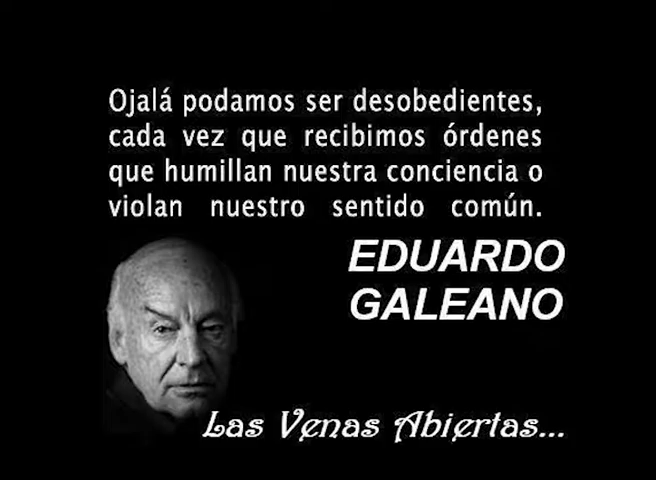 Ojalá podamos ser desobedientes,
cada vez que recibimos órdenes
que humillan nuestra conciencia o
violan nuestro sentido común.
EDUARDO
GALEANO
Las Venas Abiertas...